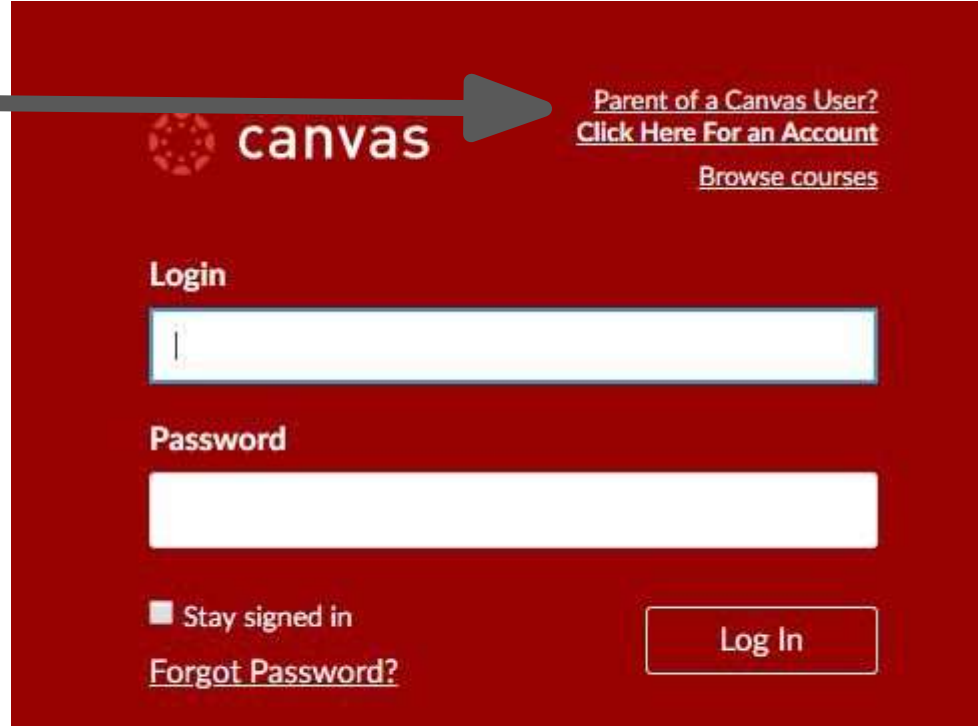 canvas
Parent of a Canvas User?
Click Here For an Account
Browse courses
Login
Password
Stay signed in
Forgot Password?
Log In